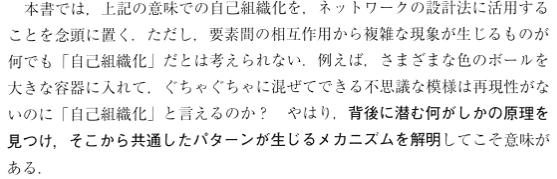 本書では，上記の意味での自己組織化を，ネットワークの設計法に活用する
ことを念頭に置く．ただし，要素間の相互作用から複雑な現象が生じるものが
何でも「自己組織化」だとは考えられない．例えば，さまざまな色のボールを
大きな容器に入れて，ぐちゃぐちゃに混ぜてできる不思議な模様は再現性がな
いのに「自己組織化」と言えるのか？　やはり，背後に潜む何がしかの原理を
見つけ，そこから共通したパターンが生じるメカニズムを解明してこそ意味が
ある．